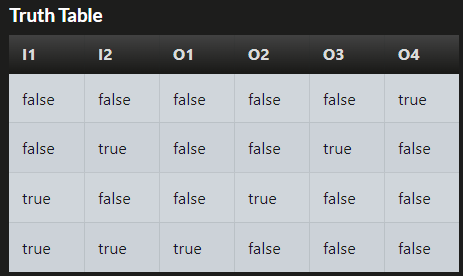 Truth Table
I1 I2 O1 O2 O3 O4
false false false false false true
false true false false true false
true false false true false false
true true true false false false